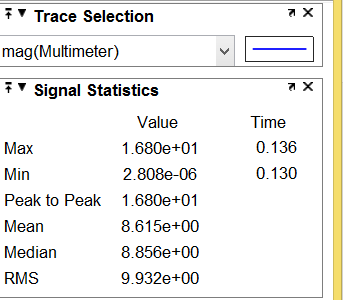 Trace Selection
mag(Multimeter)
Signal Statistics
Value Time
Max 1.680e+01 0.136
Min 2.808e-06 0.130
Peak to Peak 1.680e+01
Mean 8.615e+00
Median 8.856e+00
RMS 9.932e+00